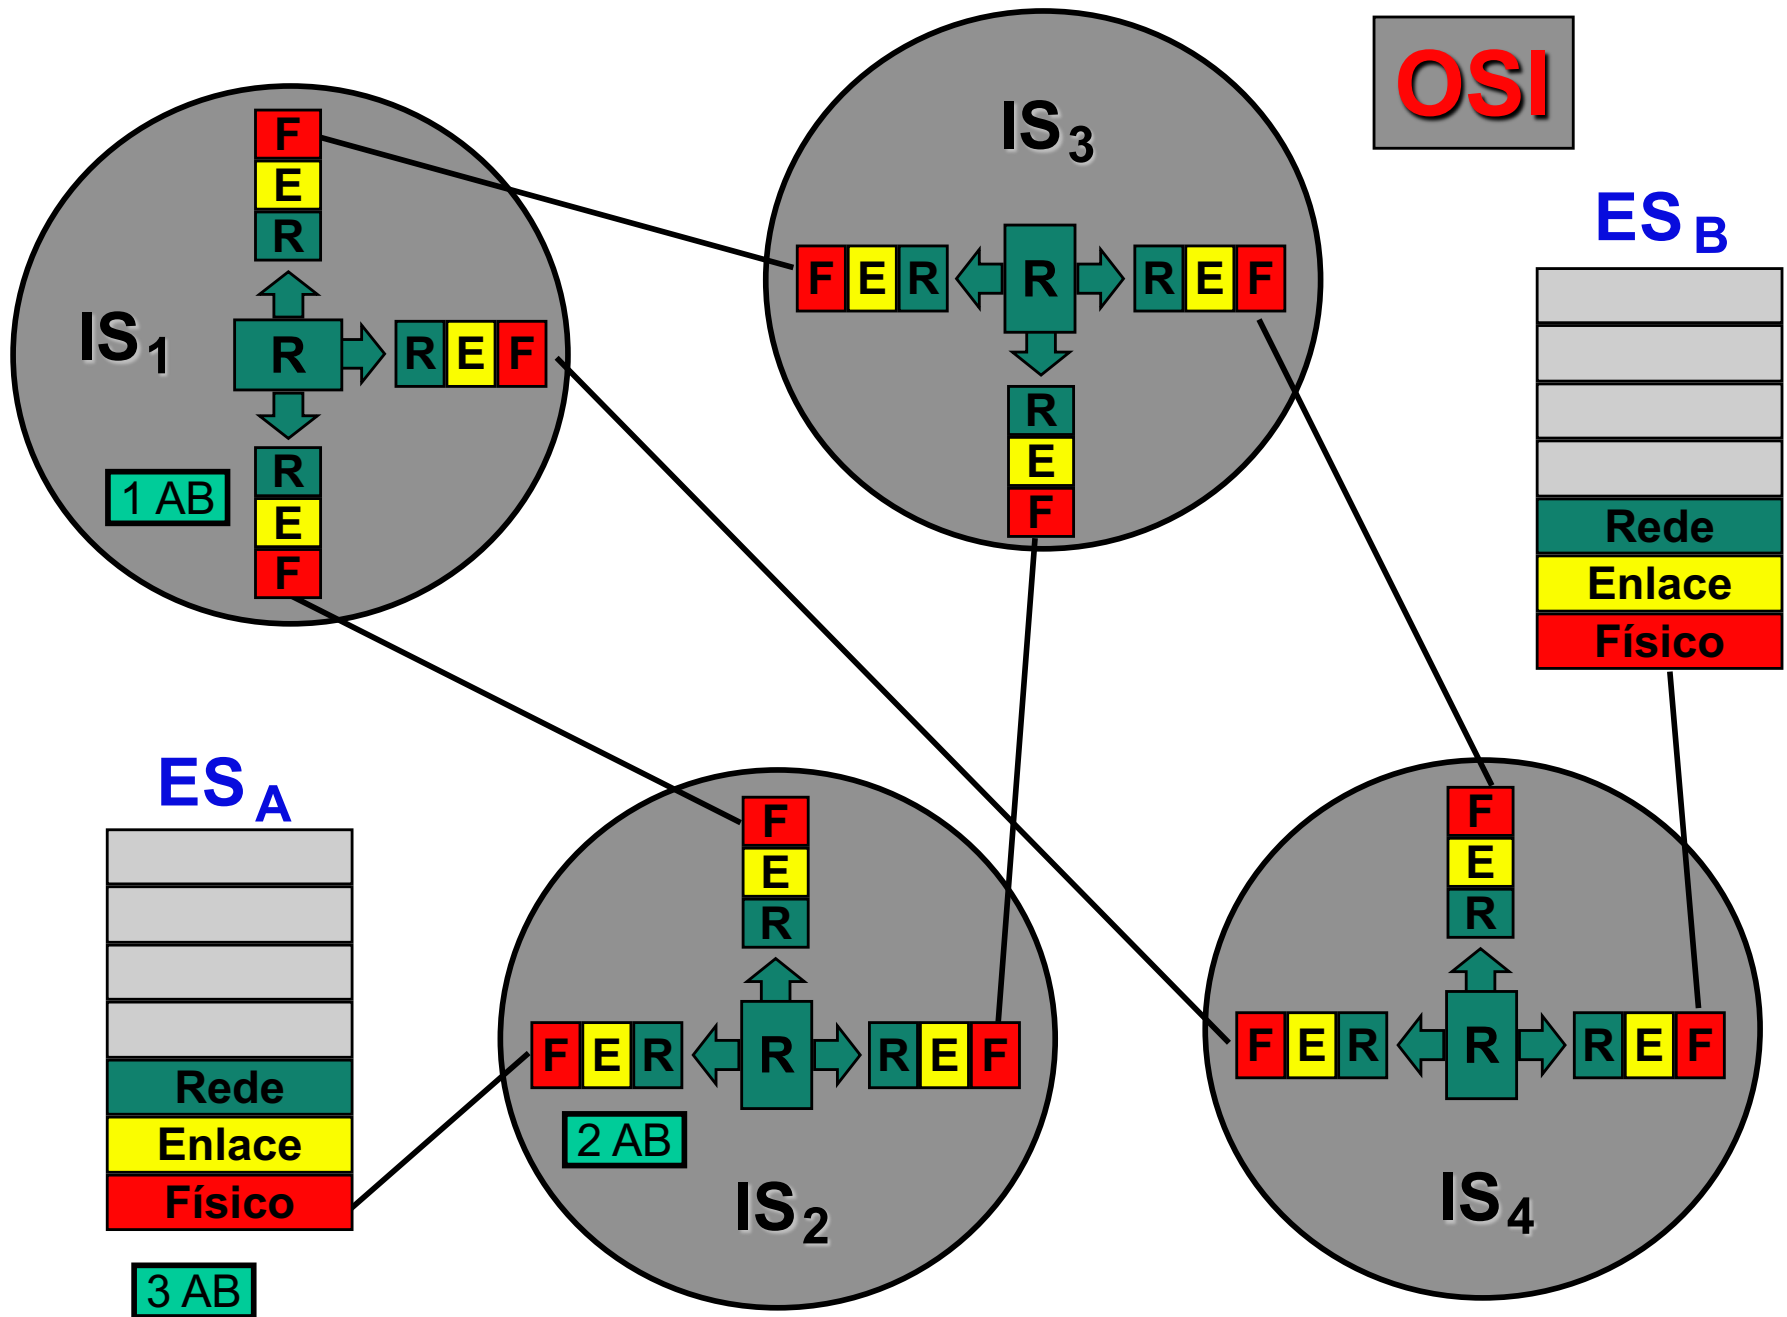 OSI
IS3
F
E
R
F E R
R
R E F
R
E
F
IS1
F
E
R
R
R E F
R
E
F
1 AB
ES B
Rede
Enlace
Físico
ES A
Rede
Enlace
Físico
3 AB
F
E
R
F E R
R
R E F
2 AB
IS2
F
E
R
F E R
R
R E F
IS4